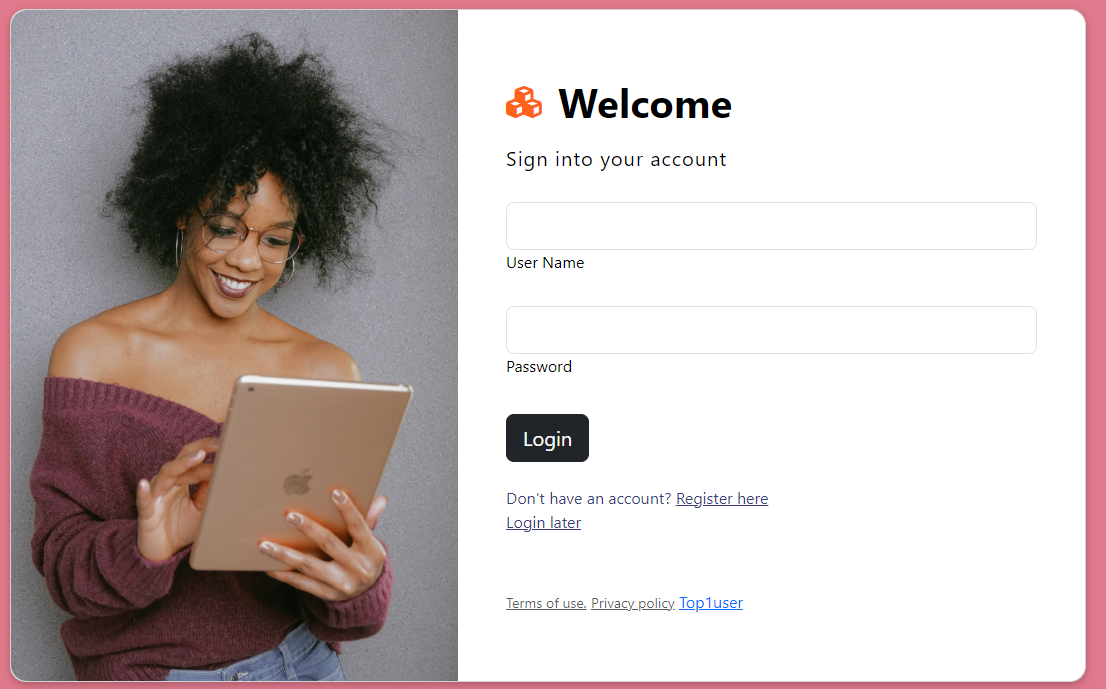 Welcome
Sign into your account
User Name
Password
Login
Don't have an account? Register here
Login later
Terms of use. Privacy policy Top1user